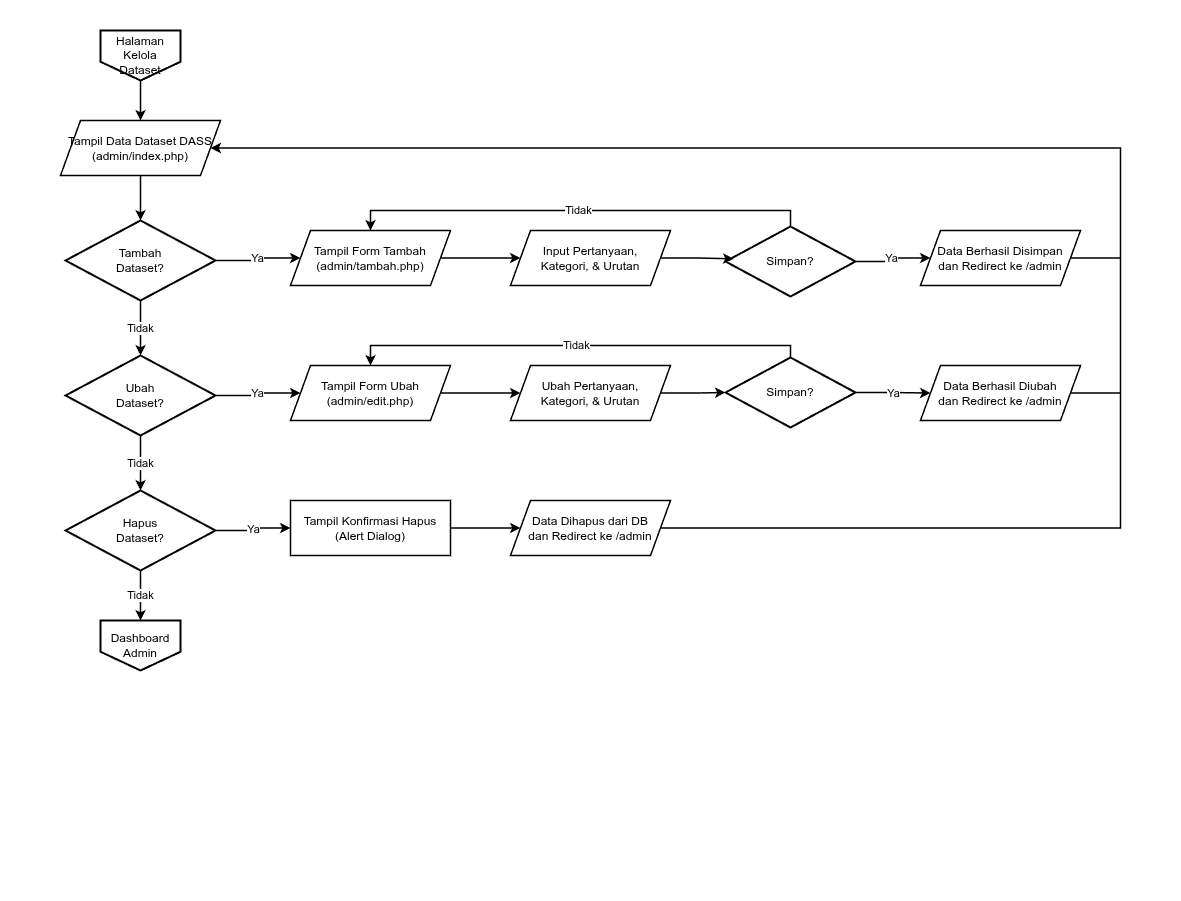 Halaman
Kelola
Dataset
Tampil Data Dataset DASS
(admin/index.php)
Tidak
Tambah
Dataset?
Ya
Tampil Form Tambah
(admin/tambah.php)
Input Pertanyaan,
Kategori, & Urutan
Simpan?
Ya
Data Berhasil Disimpan
dan Redirect ke /admin
Tidak
Tidak
Ubah
Dataset?
Ya
Tampil Form Ubah
(admin/edit.php)
Ubah Pertanyaan,
Kategori, & Urutan
Simpan?
Ya
Data Berhasil Diubah
dan Redirect ke /admin
Tidak
Hapus
Dataset?
Ya
Tampil Konfirmasi Hapus
(Alert Dialog)
Data Dihapus dari DB
dan Redirect ke /admin
Tidak
Dashboard
Admin